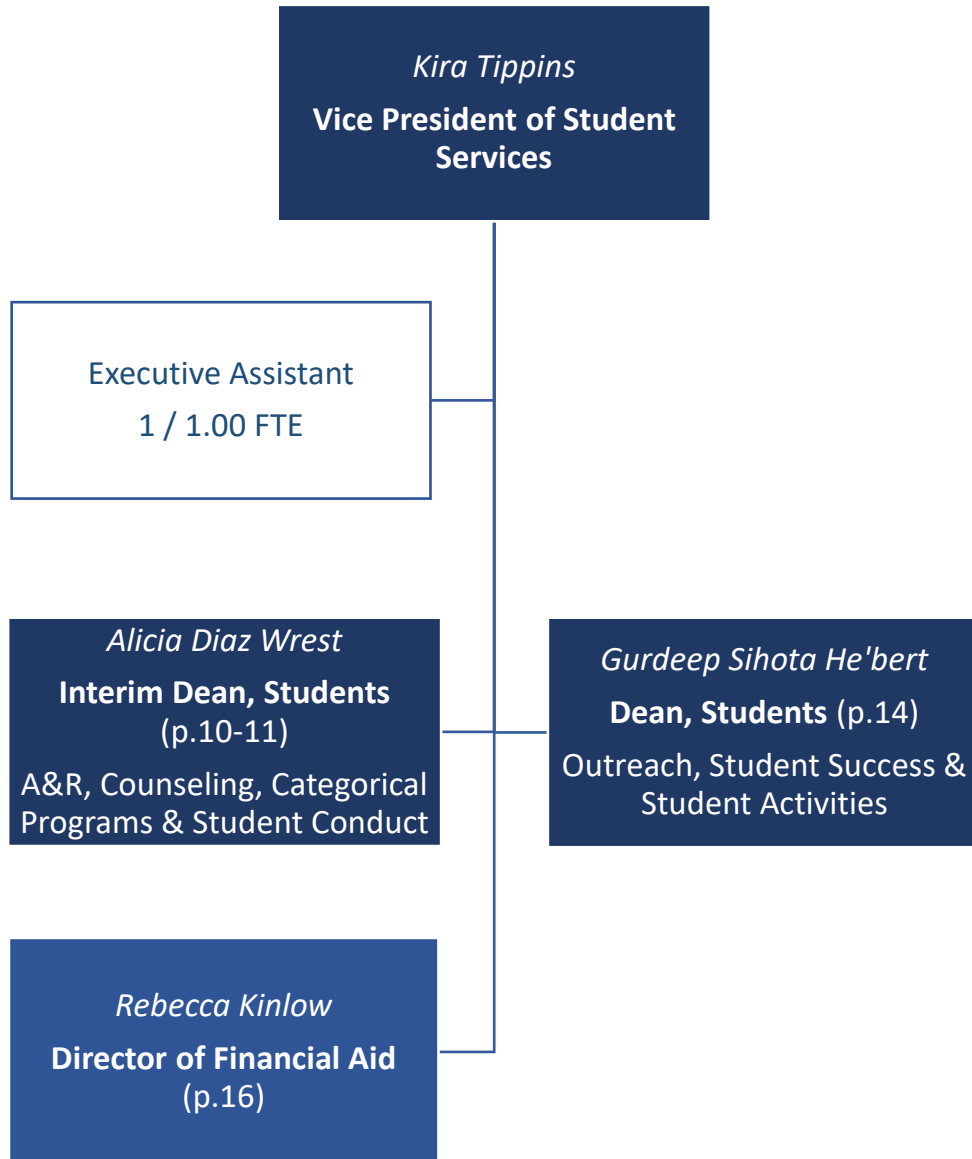 Kira Tippins
Vice President of Student
Services
Executive Assistant
1 / 1.00 FTE
Alicia Diaz Wrest
Interim Dean, Students
(p.10-11)
A&R, Counseling, Categorical
Programs & Student Conduct
Gurdeep Sihota He'bert
Dean, Students (p.14)
Outreach, Student Success &
Student Activities
Rebecca Kinlow
Director of Financial Aid
(p.16)